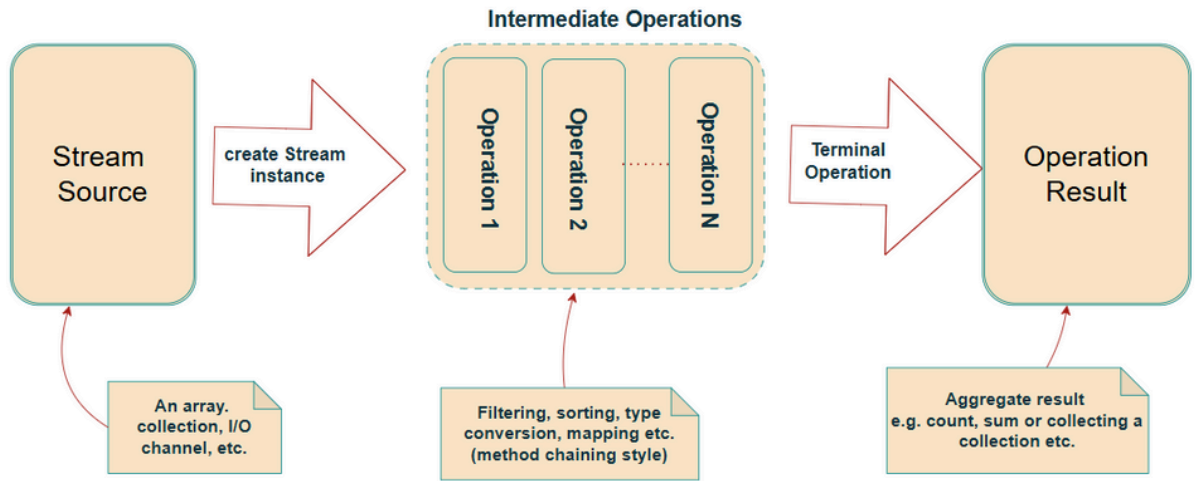 Intermediate Operations
Stream
Source
create Stream
instance
Operation 1
Operation 2
Operation N
Terminal
Operation
Operation
Result
An array.
collection, I/O
channel, etc.
Filtering, sorting, type
conversion, mapping etc.
(method chaining style)
Aggregate result
e.g. count, sum or collecting a
collection etc.